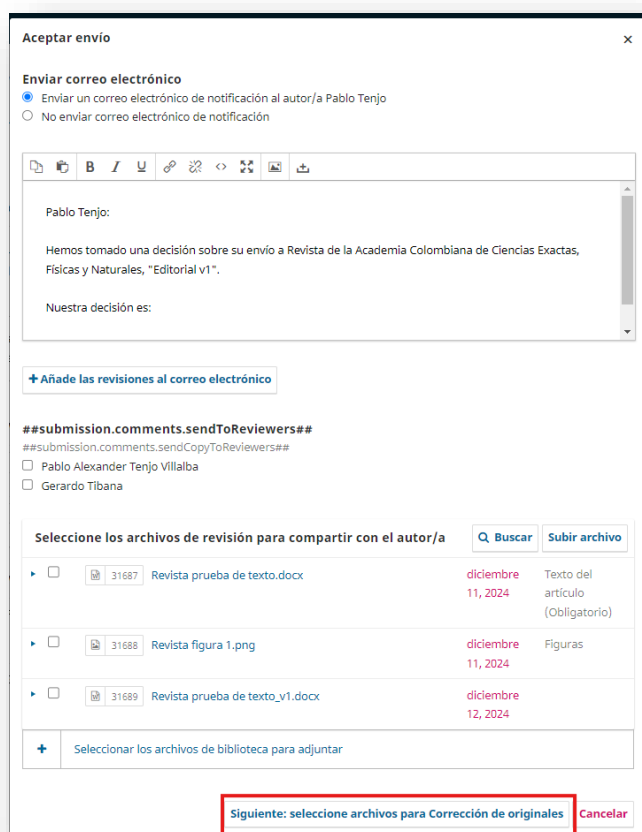 Aceptar envío ×
Enviar correo electrónico
Enviar un correo electrónico de notificación al autor/a Pablo Tenjo
No enviar correo electrónico de notificación
B I U
Pablo Tenjo:
Hemos tomado una decisión sobre su envío a Revista de la Academia Colombiana de Ciencias Exactas,
Físicas y Naturales, "Editorial v1".
Nuestra decisión es:
+ Añade las revisiones al correo electrónico
##submission.comments.sendToReviewers##
##submission.comments.sendCopyToReviewers##
Pablo Alexander Tenjo Villalba
Gerardo Tibana
Seleccione los archivos de revisión para compartir con el autor/a Buscar Subir archivo
31687 Revista prueba de texto.docx diciembre Texto del
11, 2024 artículo
(Obligatorio)
31688 Revista figura 1.png diciembre Figuras
11, 2024
31689 Revista prueba de texto_v1.docx diciembre
12, 2024
+ Seleccionar los archivos de biblioteca para adjuntar
Siguiente: seleccione archivos para Corrección de originales Cancelar